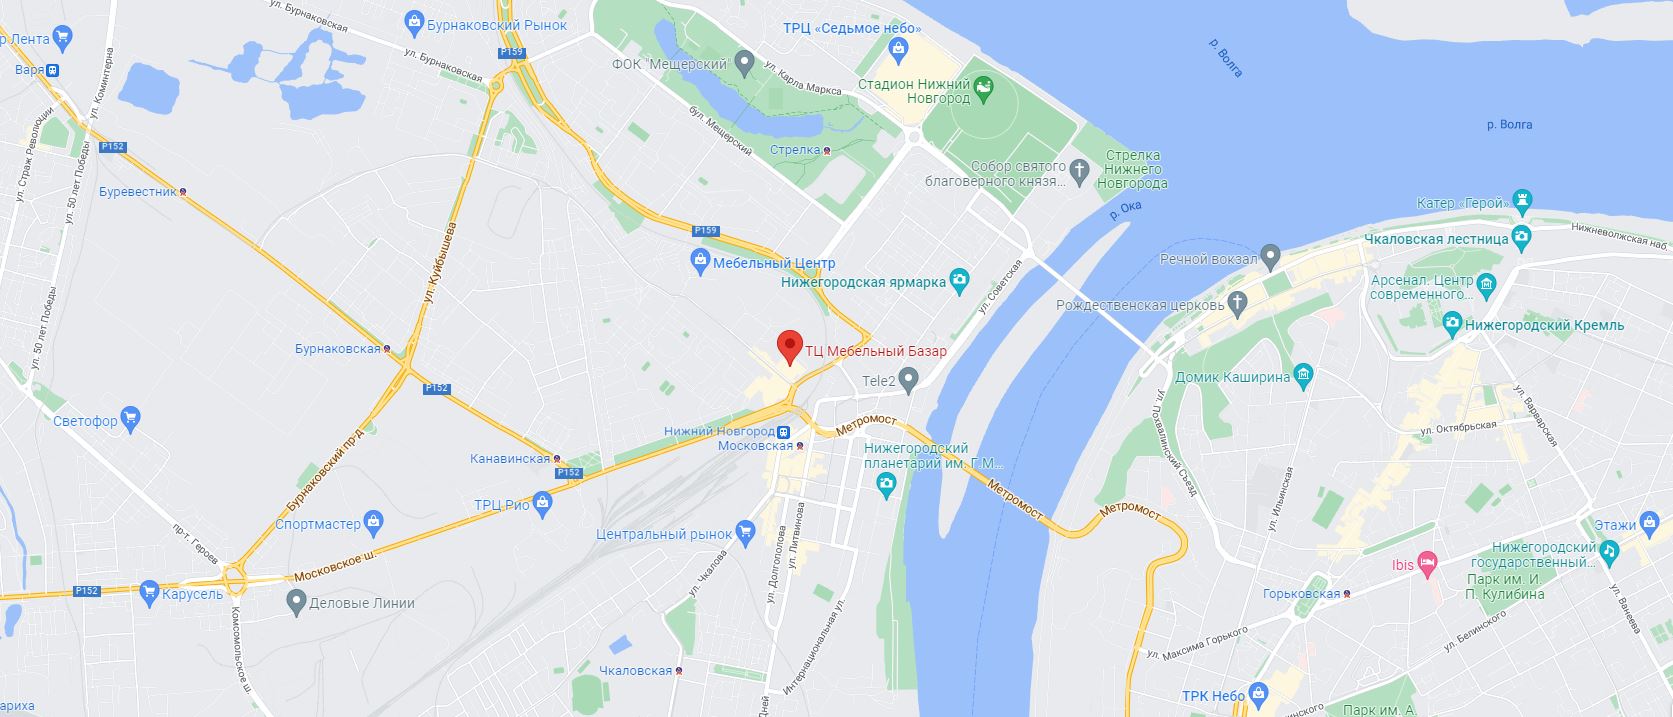 ул. Бурнаковская
Бурнаковский Рынок
р Лента
Варя
ул. Коминтерна
ул. Бурнаковская
Р159
ФОК "Мещерский"
ул. Карла Маркса
ТРЦ «Седьмое небо»
Стадион Нижний
Новгород
р. Волга
р. Волга
ул. Страж Революции
ул. 50 лет Победы
Р152
бул. Мещерский
Стрелка
Собор святого
благоверного князя...
Стрелка
Нижнего
Новгорода
Буревестник
р. Ока
Катер «Герой»
Чкаловская лестница
Нижневолжская наб
ул. Куйбышева
Р159
Мебельный Центр
Нижегородская ярмарка
ул. Советская
Речной вокзал
Рождественская церковь
Арсенал. Центр
современного...
Нижегородский Кремль
ул. 50 лет Победы
Бурнаковская
ТЦ Мебельный Базар
Tele2
Домик Каширина
Р152
ул. Похвалинский Съезд
ул. Варварская
ул. Октябрьская
Светофор
Бурнаковский пр-д
Нижний Новгород
Московская
Метромост
Канавинская
Р152
Нижегородский
планетарий им. Г.М...
Метромост
Метромост
ул. Ильинская
ТРЦ Рио
Спортмастер
пр-т. Героев
Центральный рынок
ул. Литвинова
ул. Долгополова
ул. Чкалова
Этажи
Нижегородский
государственный...
Ibis
Парк им. И.
П. Кулибина
Московское ш.
Р152
Карусель
Деловые Линии
Комсомольское ш.
Интернациональная ул.
Горьковская
ул. Максима Горького
ул. Белинского
ул. Ванеева
Чкаловская
ТРК Небо
ул. Белинского
Парк им. А.
ариха
Дней